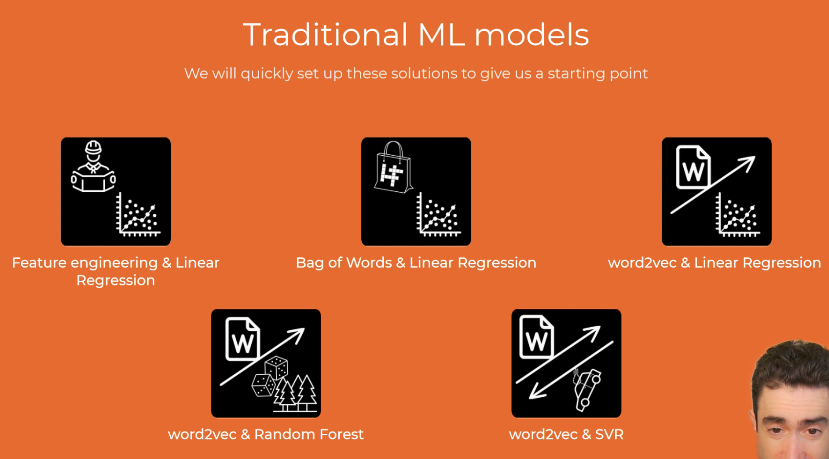 Traditional ML models
We will quickly set up these solutions to give us a starting point
W
Feature engineering & Linear
Regression
Bag of Words & Linear Regression
word2vec & Linear Regression
W
W
word2vec & Random Forest
word2vec & SVR